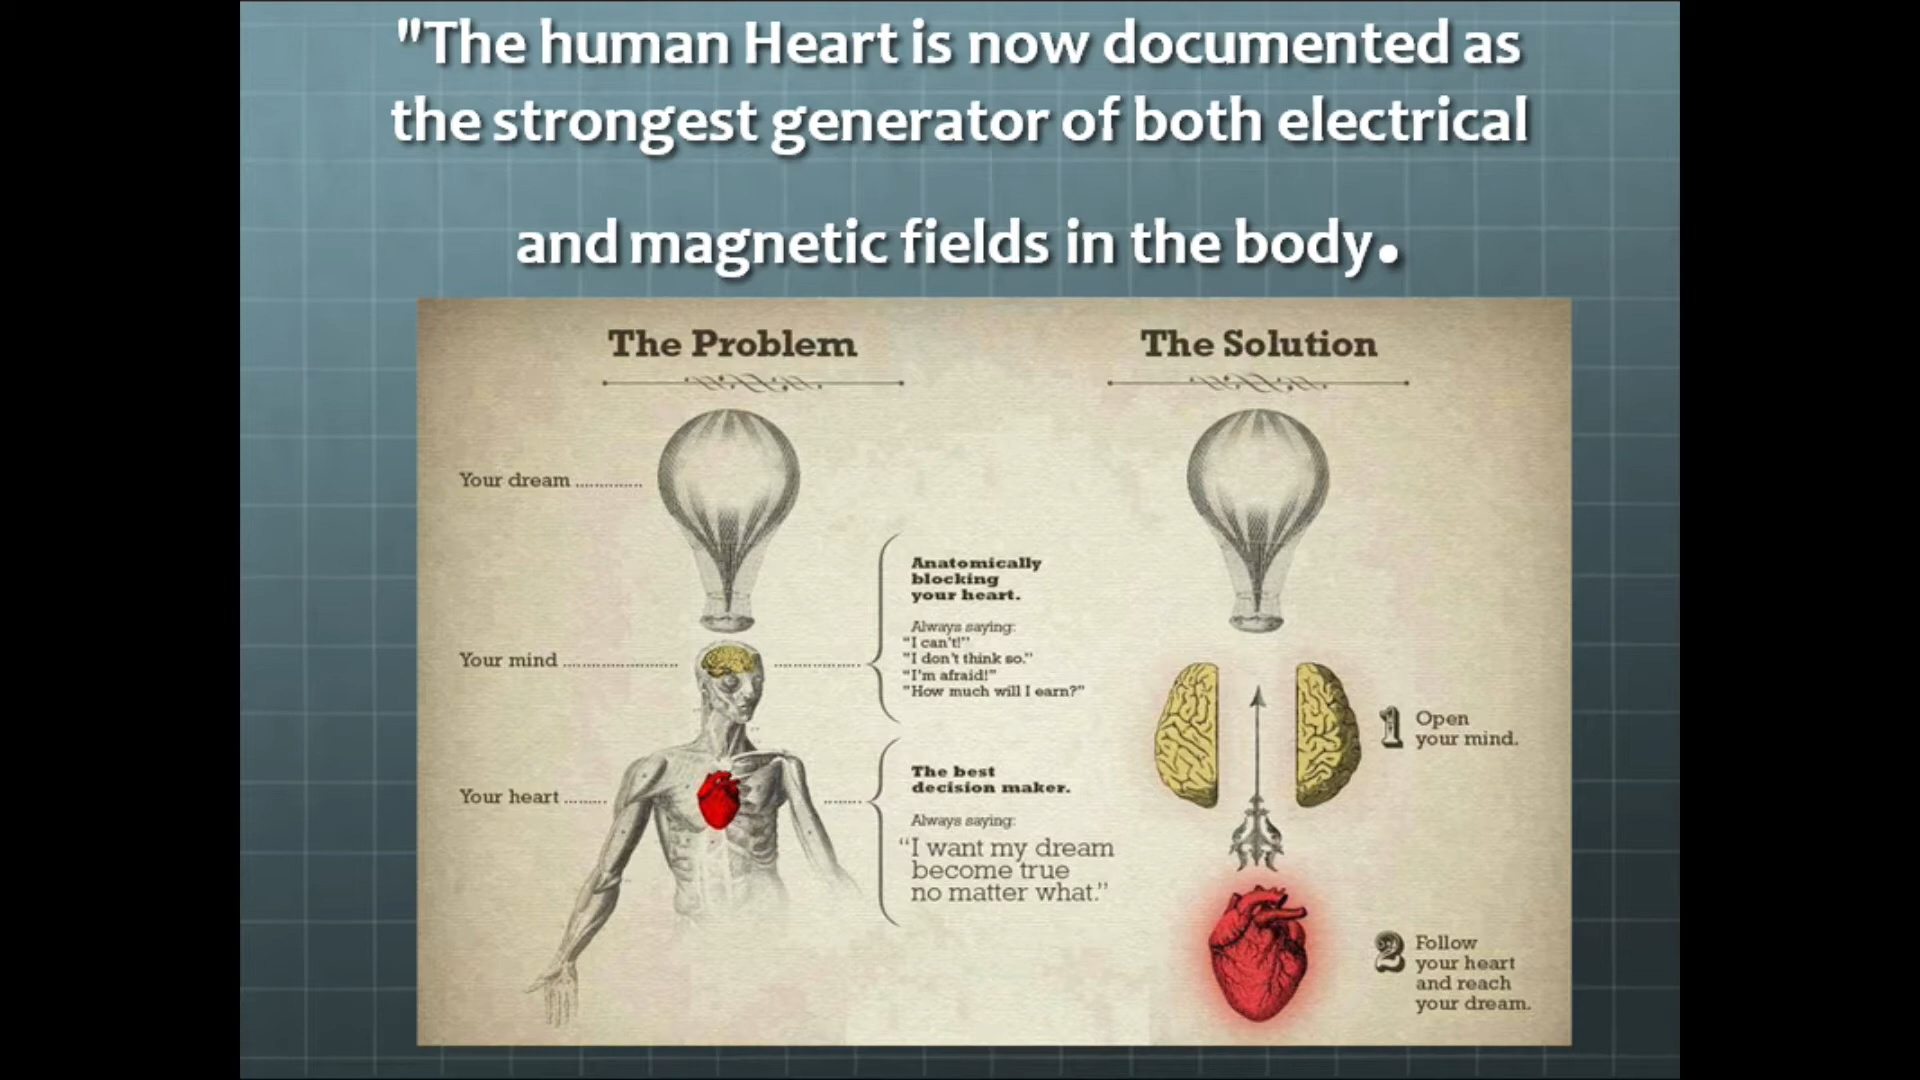 "The human Heart is now documented as
the strongest generator of both electrical
and magnetic fields in the body.
The Problem
Your dream ..............
Your mind ........................
Your heart .........
Anatomically
blocking
your heart.
Always saying:
“I can't!”
“I don't think so.”
“I'm afraid!”
“How much will I earn?”
The best
decision maker.
Always saying:
“I want my dream
become true
no matter what.”
The Solution
1 Open
your mind.
2 Follow
your heart
and reach
your dream.